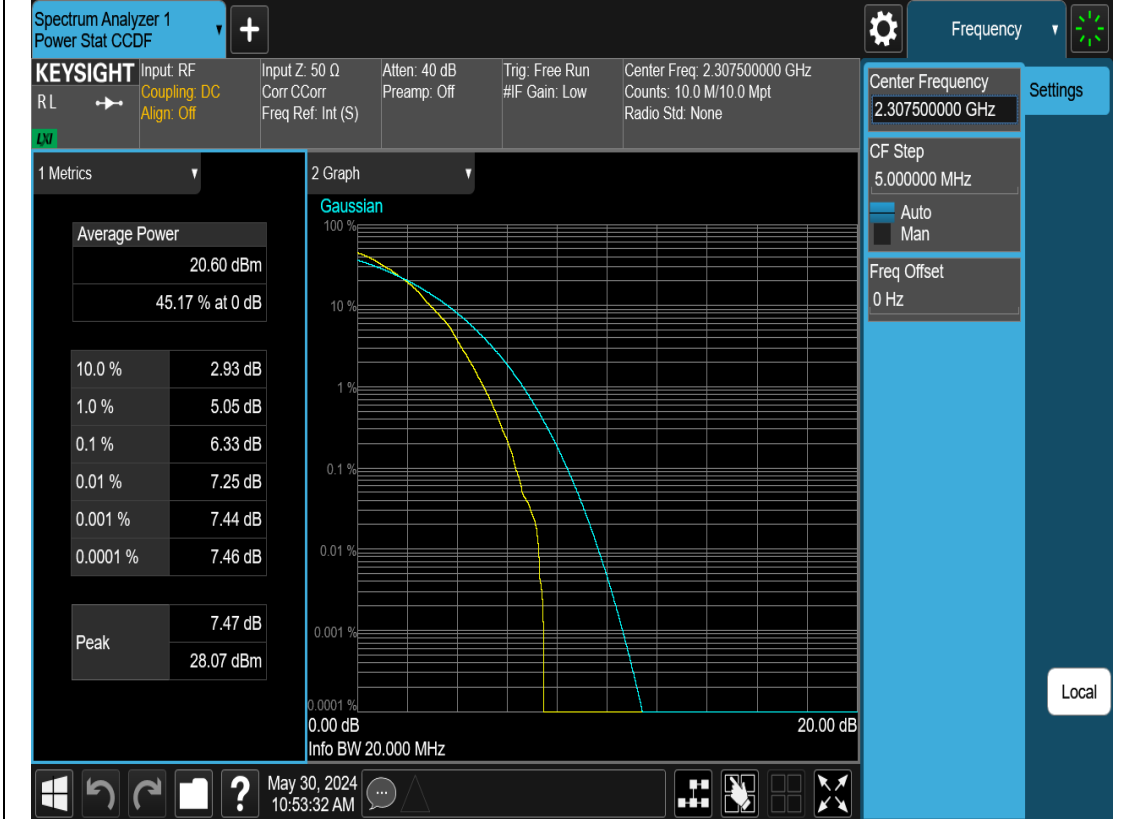 Spectrum Analyzer 1
Power Stat CCDF
+
Frequency
KEYSIGHT
RL
LXI
Input: RF
Coupling: DC
Align: Off
Input Z: 50 Ω
Corr CCorr
Freq Ref: Int (S)
Atten: 40 dB
Preamp: Off
Trig: Free Run
#IF Gain: Low
Center Freq: 2.307500000 GHz
Counts: 10.0 M/10.0 Mpt
Radio Std: None
Center Frequency
2.307500000 GHz
Settings
CF Step
5.000000 MHz
Auto
Man
Freq Offset
0 Hz
Local
1 Metrics
Average Power
20.60 dBm
45.17 % at 0 dB
10.0 % 2.93 dB
1.0 % 5.05 dB
0.1 % 6.33 dB
0.01 % 7.25 dB
0.001 % 7.44 dB
0.0001 % 7.46 dB
Peak
7.47 dB
28.07 dBm
2 Graph
Gaussian
100 %
10 %
1 %
0.1 %
0.01 %
0.001 %
0.0001 %
0.00 dB 20.00 dB
Info BW 20.000 MHz
?
May 30, 2024
10:53:32 AM